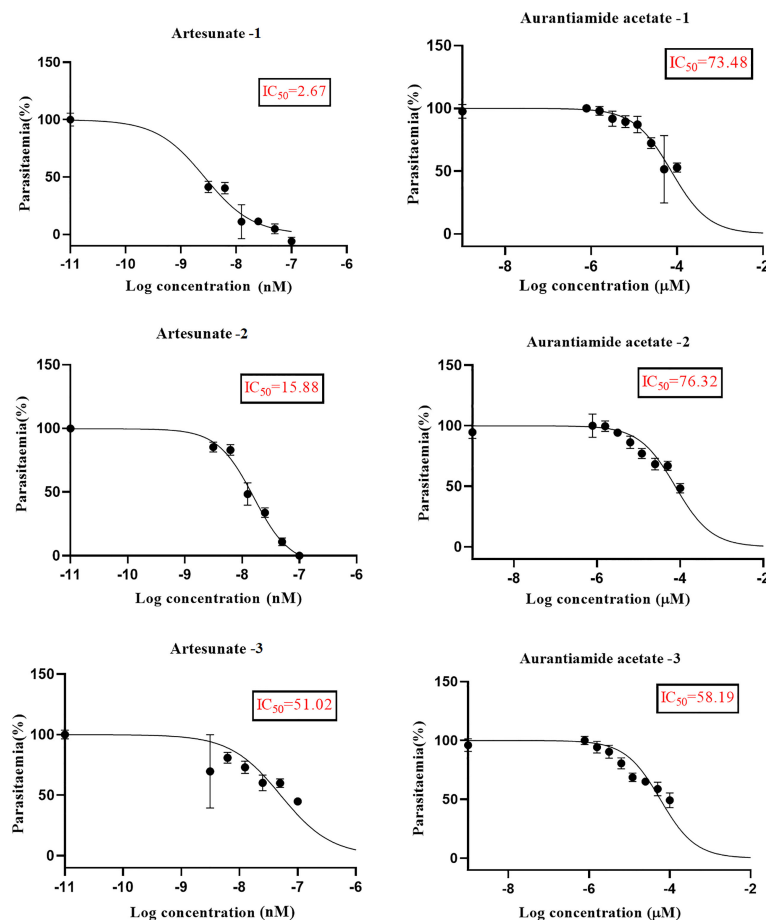 Artesunate -1
IC50=2.67
Parasitaemia(%)
150
100
50
0
-11 -10 -9 -8 -7 -6
Log concentration (nM)
Aurantiamide acetate -1
IC50=73.48
Parasitaemia(%)
150
100
50
0
-8 -6 -4 -2
Log concentration (μM)
Artesunate -2
IC50=15.88
Parasitaemia(%)
150
100
50
0
-11 -10 -9 -8 -7 -6
Log concentration (nM)
Aurantiamide acetate -2
IC50=76.32
Parasitaemia(%)
150
100
50
0
-8 -6 -4 -2
Log concentration (μM)
Artesunate -3
IC50=51.02
Parasitaemia(%)
150
100
50
0
-11 -10 -9 -8 -7 -6
Log concentration (nM)
Aurantiamide acetate -3
IC50=58.19
Parasitaemia(%)
150
100
50
0
-8 -6 -4 -2
Log concentration (μM)